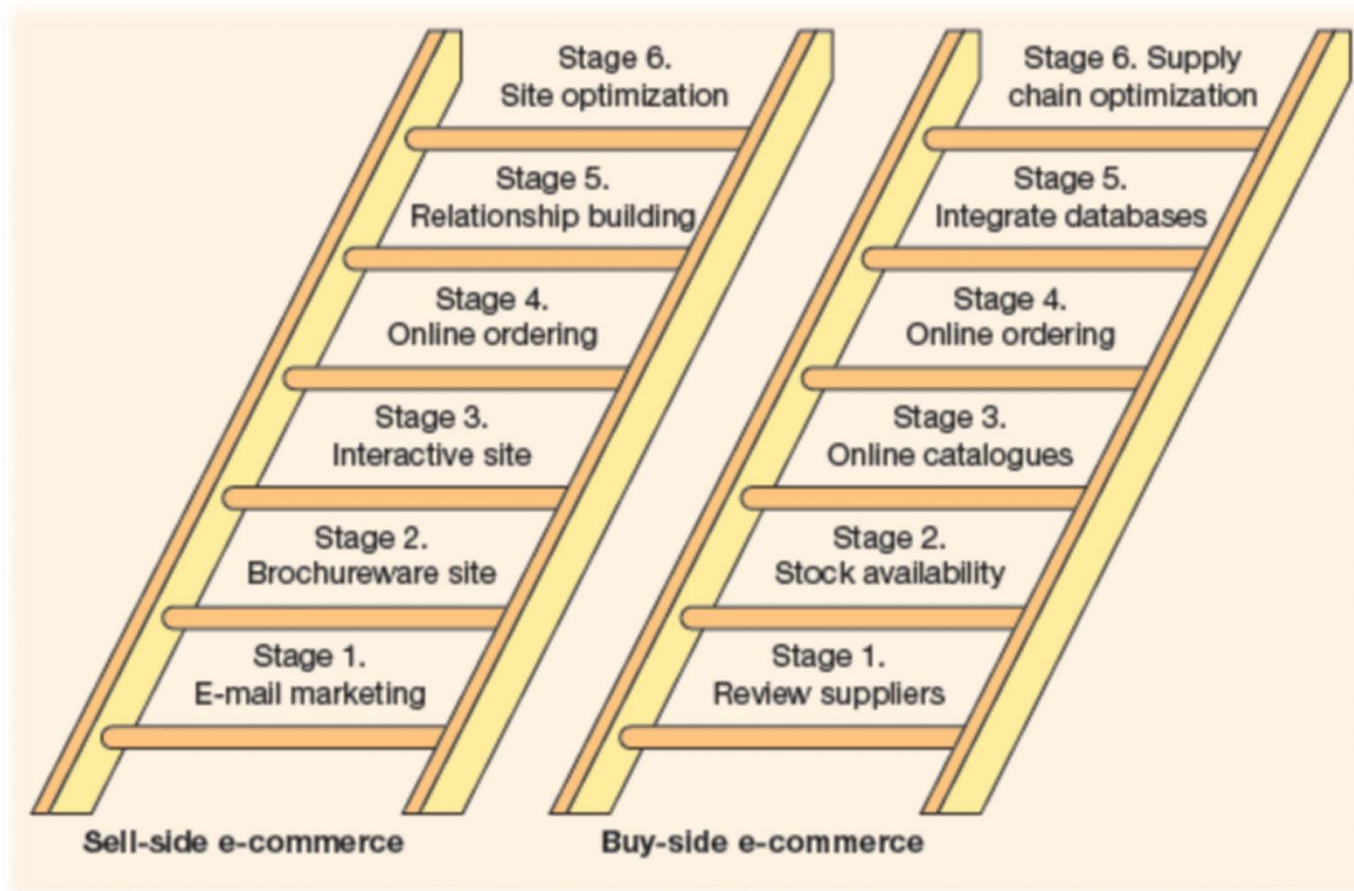 Stage 6.
Site optimization
Stage 5.
Relationship building
Stage 4.
Online ordering
Stage 3.
Interactive site
Stage 2.
Brochureware site
Stage 1.
E-mail marketing
Sell-side e-commerce
Stage 6. Supply
chain optimization
Stage 5.
Integrate databases
Stage 4.
Online ordering
Stage 3.
Online catalogues
Stage 2.
Stock availability
Stage 1.
Review suppliers
Buy-side e-commerce